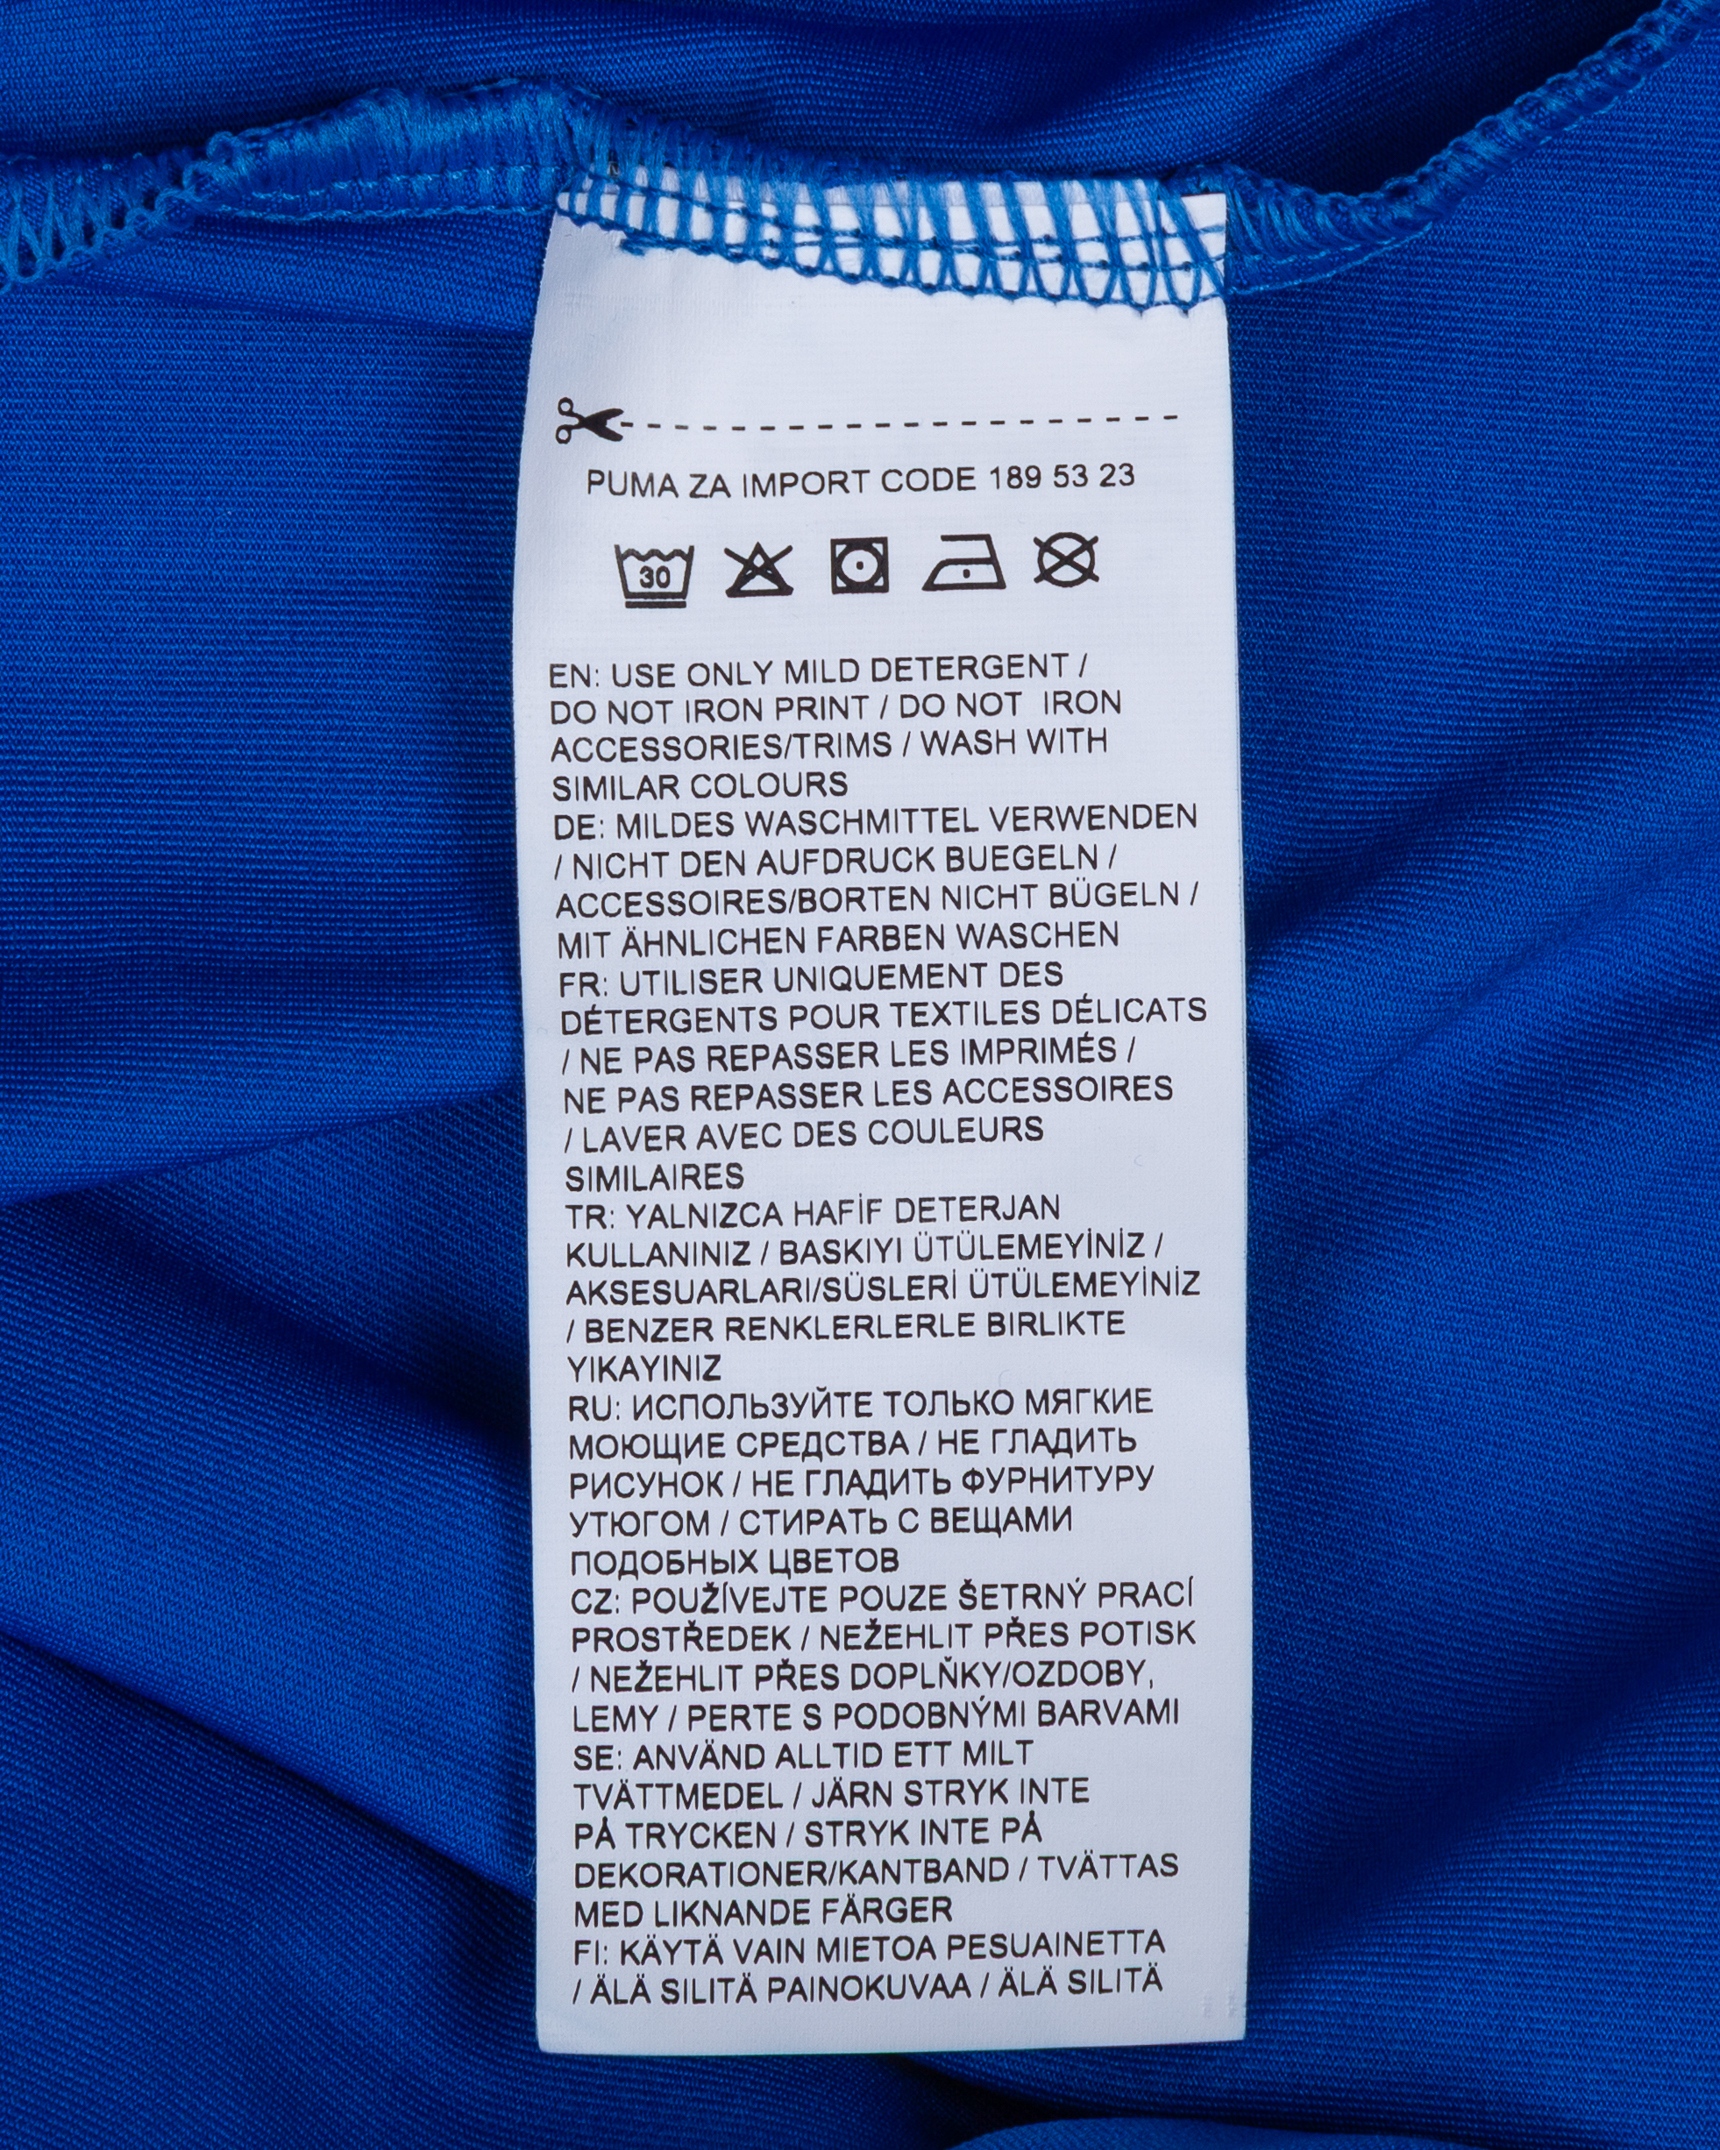 PUMA ZA IMPORT CODE 189 53 23
30
EN: USE ONLY MILD DETERGENT /
DO NOT IRON PRINT / DO NOT IRON
ACCESSORIES/TRIMS / WASH WITH
SIMILAR COLOURS
DE: MILDES WASCHMITTEL VERWENDEN
/ NICHT DEN AUFDRUCK BUEGELN /
ACCESSOIRES/BORTEN NICHT BÜGELN /
MIT ÄHNLICHEN FARBEN WASCHEN
FR: UTILISER UNIQUEMENT DES
DÉTERGENTS POUR TEXTILES DÉLICATS
/ NE PAS REPASSER LES IMPRIMÉS /
NE PAS REPASSER LES ACCESSOIRES
/ LAVER AVEC DES COULEURS
SIMILAIRES
TR: YALNIZCA HAFİF DETERJAN
KULLANINIZ / BASKIYI ÜTÜLEMEYİNİZ /
AKSESUARLARI/SÜSLERİ ÜTÜLEMEYİNİZ
/ BENZER RENKLERLERLE BIRLIKTE
YIKAYINIZ
RU: ИСПОЛЬЗУЙТЕ ТОЛЬКО МЯГКИЕ
МОЮЩИЕ СРЕДСТВА / НЕ ГЛАДИТЬ
РИСУНОК / НЕ ГЛАДИТЬ ФУРНИТУРУ
УТЮГОМ / СТИРАТЬ С ВЕЩАМИ
ПОДОБНЫХ ЦВЕТОВ
CZ: POUŽÍVEJTE POUZE ŠETRNÝ PRACÍ
PROSTŘEDEK / NEŽEHLIT PŘES POTISK
/ NEŽEHLIT PŘES DOPLŇKY/OZDOBY,
LEMY / PERTE S PODOBNÝMI BARVAMI
SE: ANVÄND ALLTID ETT MILT
TVÄTTMEDEL / JÄRN STRYK INTE
PÅ TRYCKEN / STRYK INTE PÅ
DEKORATIONER/KANTBAND / TVÄTTAS
MED LIKNANDE FÄRGER
FI: KÄYTÄ VAIN MIETOA PESUAINETTA
/ ÄLÄ SILITÄ PAINOKUVAA / ÄLÄ SILITÄ